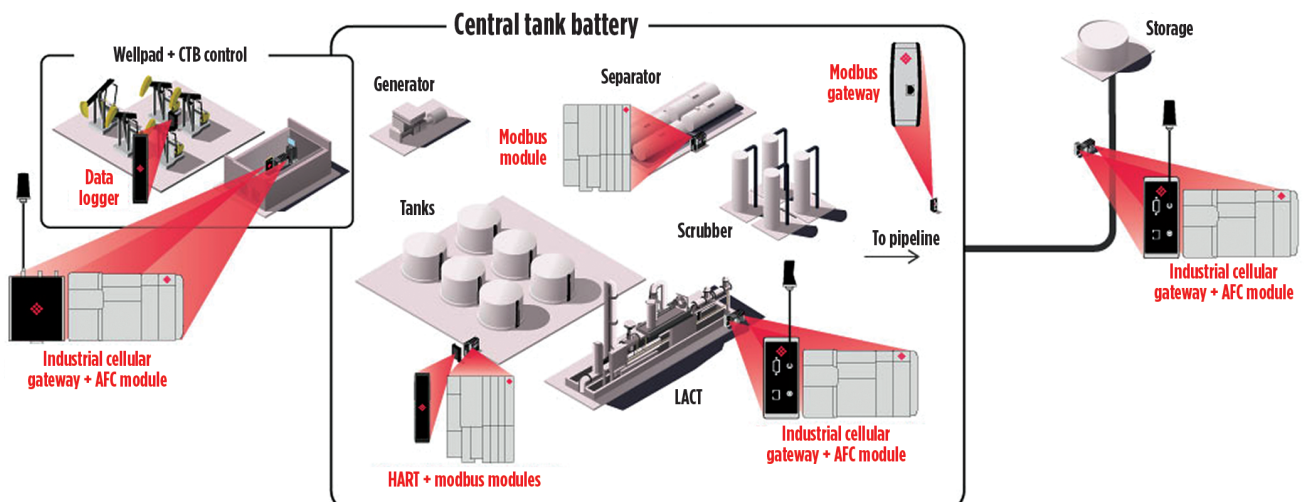 Central tank battery
Storage
Wellpad + CTB control
Generator
Separator
Modbus
gateway
Modbus
module
Data
logger
Tanks
Scrubber
To pipeline
Industrial cellular
gateway + AFC module
Industrial cellular
gateway + AFC module
LACT
Industrial cellular
gateway + AFC module
HART + modbus modules